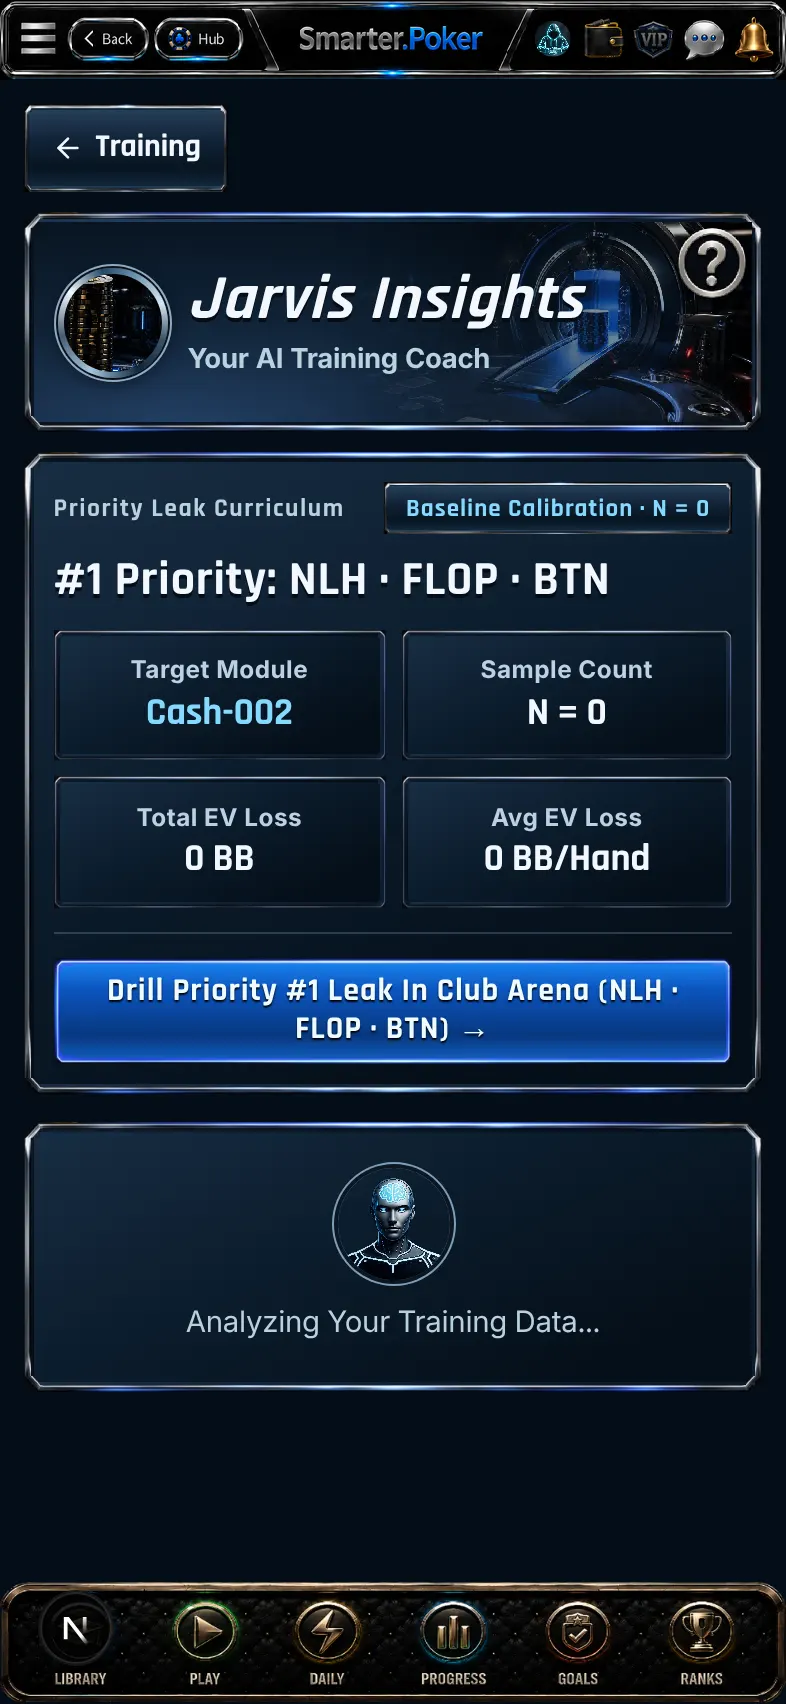 Back
Hub
Smarter.Poker
VIP
← Training
Jarvis Insights
Your AI Training Coach
?
Priority Leak Curriculum
Baseline Calibration · N = 0
#1 Priority: NLH · FLOP · BTN
Target Module
Cash-002
Sample Count
N = 0
Total EV Loss
0 BB
Avg EV Loss
0 BB/Hand
Drill Priority #1 Leak In Club Arena (NLH ·
FLOP · BTN) →
Analyzing Your Training Data...
N
LIBRARY
PLAY
DAILY
PROGRESS
GOALS
RANKS